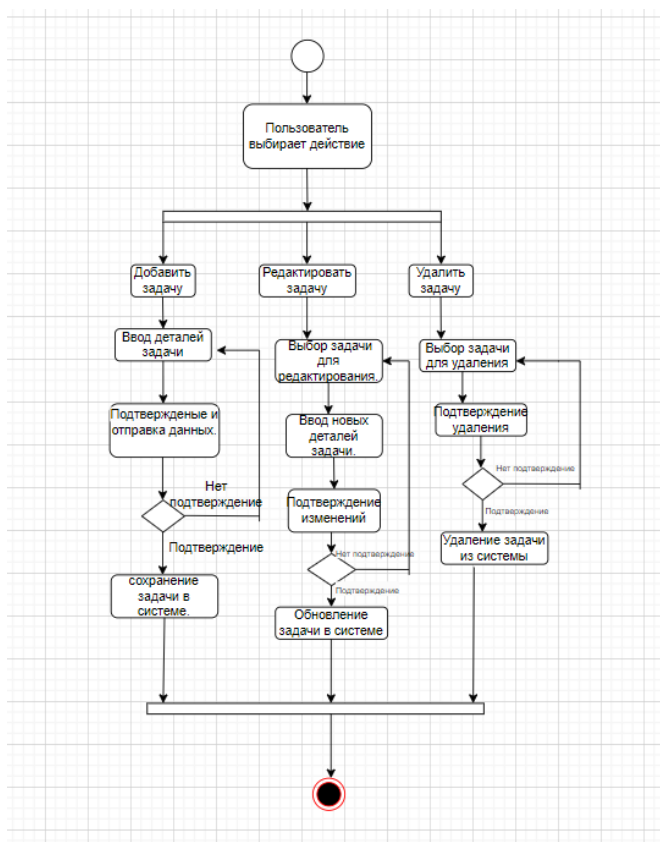 Пользователь
выбирает действие
Добавить
задачу
Редактировать
задачу
Удалить
задачу
Ввод деталей
задачи
Выбор задачи
для
редактирования.
Выбор задачи
для удаления
Подтвержденые и
отправка данных.
Ввод новых
деталей
задачи.
Подтверждение
удаления
Нет
подтверждение
Подтверждение
изменений
Нет подтверждение
Подтверждение
Подтверждение
Нет подтверждение
Удаление задачи
из системы
сохранение
задачи в
системе.
Подтверждение
Обновление
задачи в системе